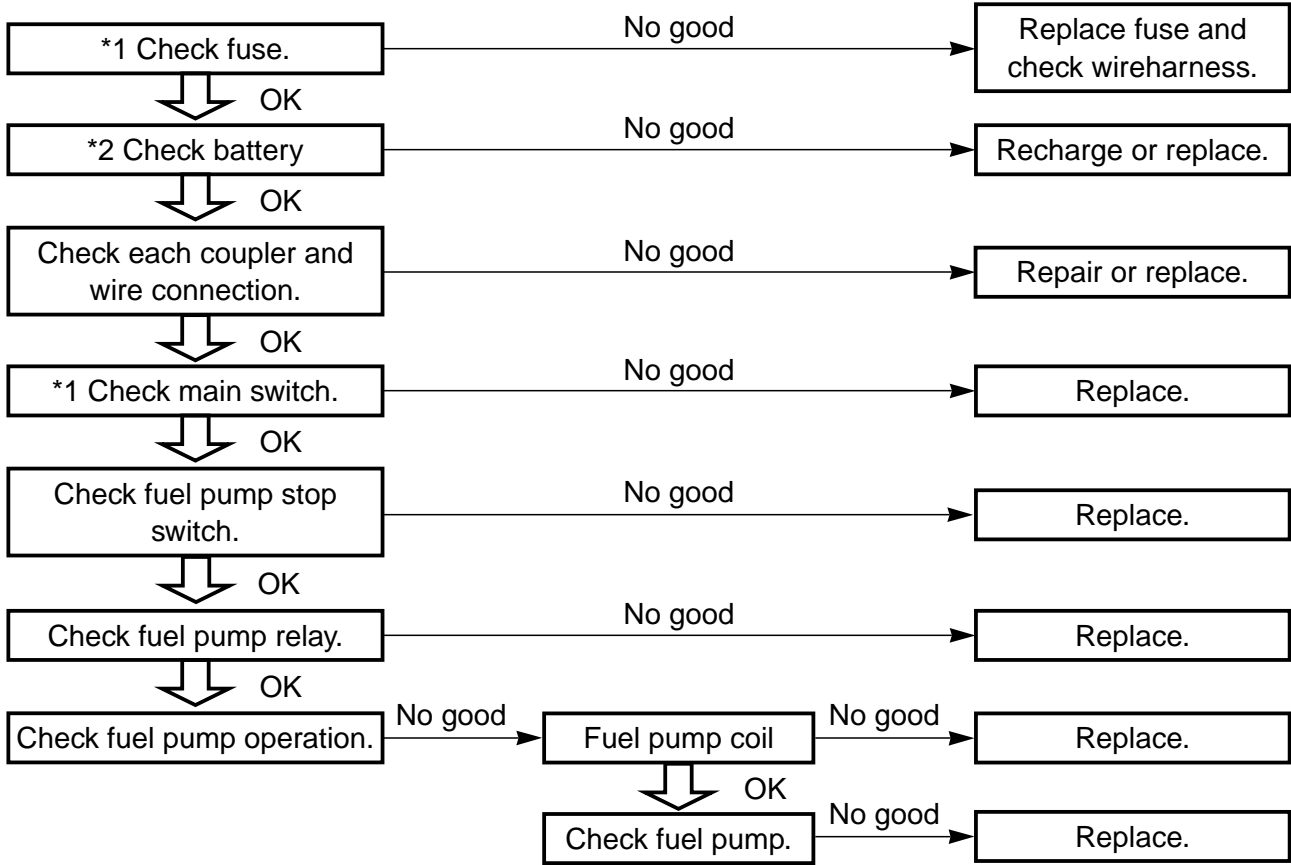 *1 Check fuse.
No good
Replace fuse and
check wireharness.
OK
*2 Check battery
No good
Recharge or replace.
OK
Check each coupler and
wire connection.
No good
Repair or replace.
OK
*1 Check main switch.
No good
Replace.
OK
Check fuel pump stop
switch.
No good
Replace.
OK
Check fuel pump relay.
No good
Replace.
OK
Check fuel pump operation.
No good
Fuel pump coil
No good
Replace.
OK
Check fuel pump.
No good
Replace.